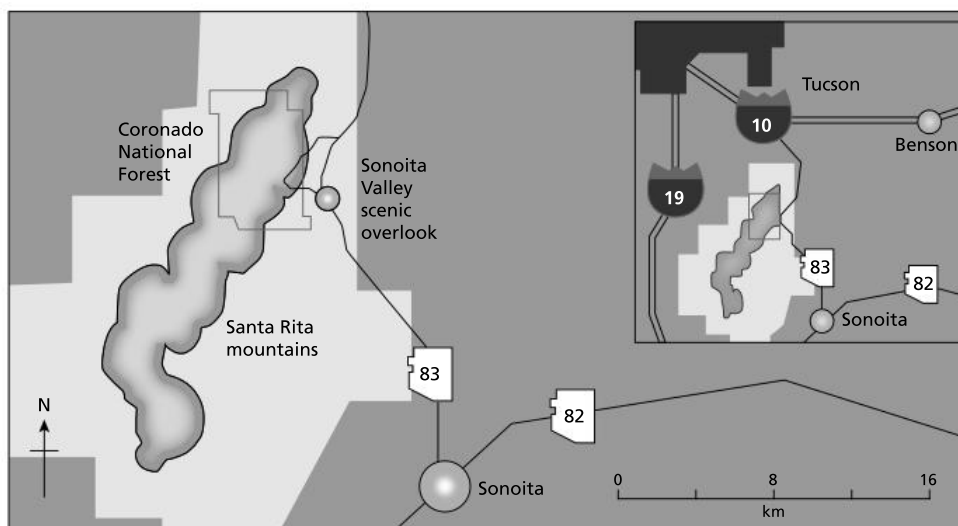 Coronado
National
Forest
Sonoita
Valley
scenic
overlook
Santa Rita
mountains
83
82
N
Sonoita
0
8
16
km
Tucson
10
Benson
19
83
82
Sonoita